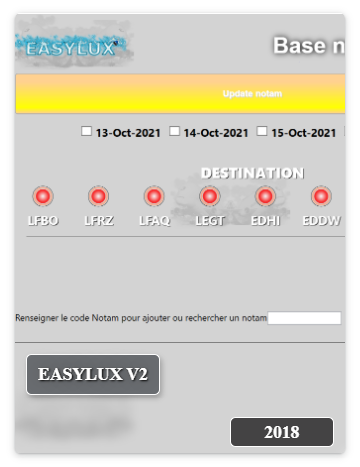 EASYLUX
Base n
Update notam
13-Oct-2021 14-Oct-2021 15-Oct-2021
DESTINATION
LFBO LFRZ LFAQ LEGT EDHI EDDW
Renseigner le code Notam pour ajouter ou rechercher un notam
EASYLUX V2
2018